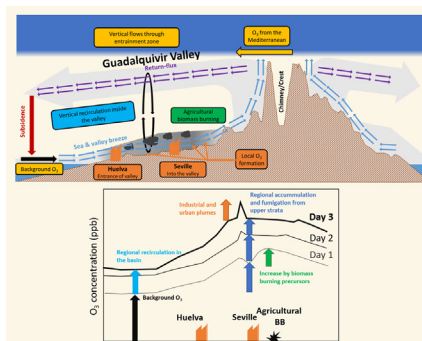 Vertical flows through
entrainment zone
O₃ from the
Mediterranean
Guadalquivir Valley
Return-flux
Chimney/Crest
Subsidence
Vertical recirculation inside
the valley
Agricultural
biomass burning
Sea & valley breeze
Local O₃
formation
Background O₃
Huelva
Entrance of valley
Seville
Into the valley
O₃ concentration (ppb)
Industrial and
urban plumes
Regional accumulation
and fumigation from
upper strata
Day 3
Day 2
Day 1
Regional recirculation in
the basin
Increase by biomass
burning precursors
Background O₃
Huelva
Seville
Agricultural
BB